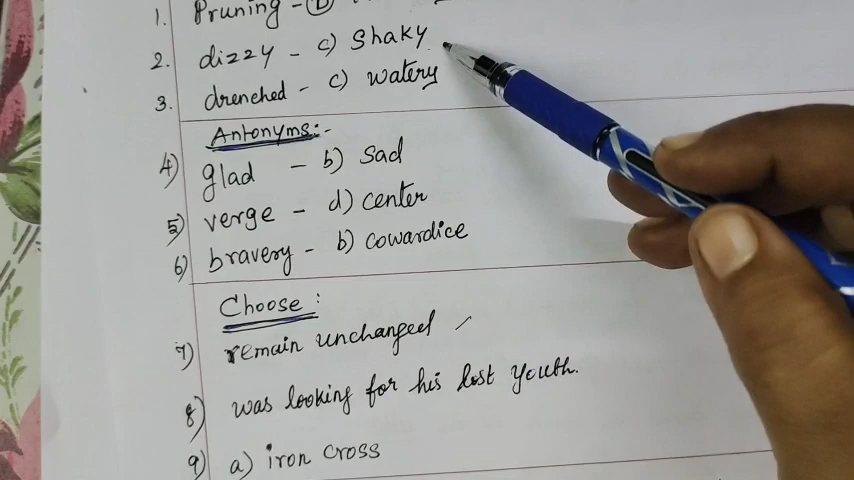 1. Pruning - b)
2. dizzy - c) Shaky
3. drenched - c) watery
Antonyms:-
4) glad - b) sad
5) verge - d) center
6) bravery - b) cowardice
Choose :
7) remain unchanged
8) was looking for his lost youth.
9) a) iron cross